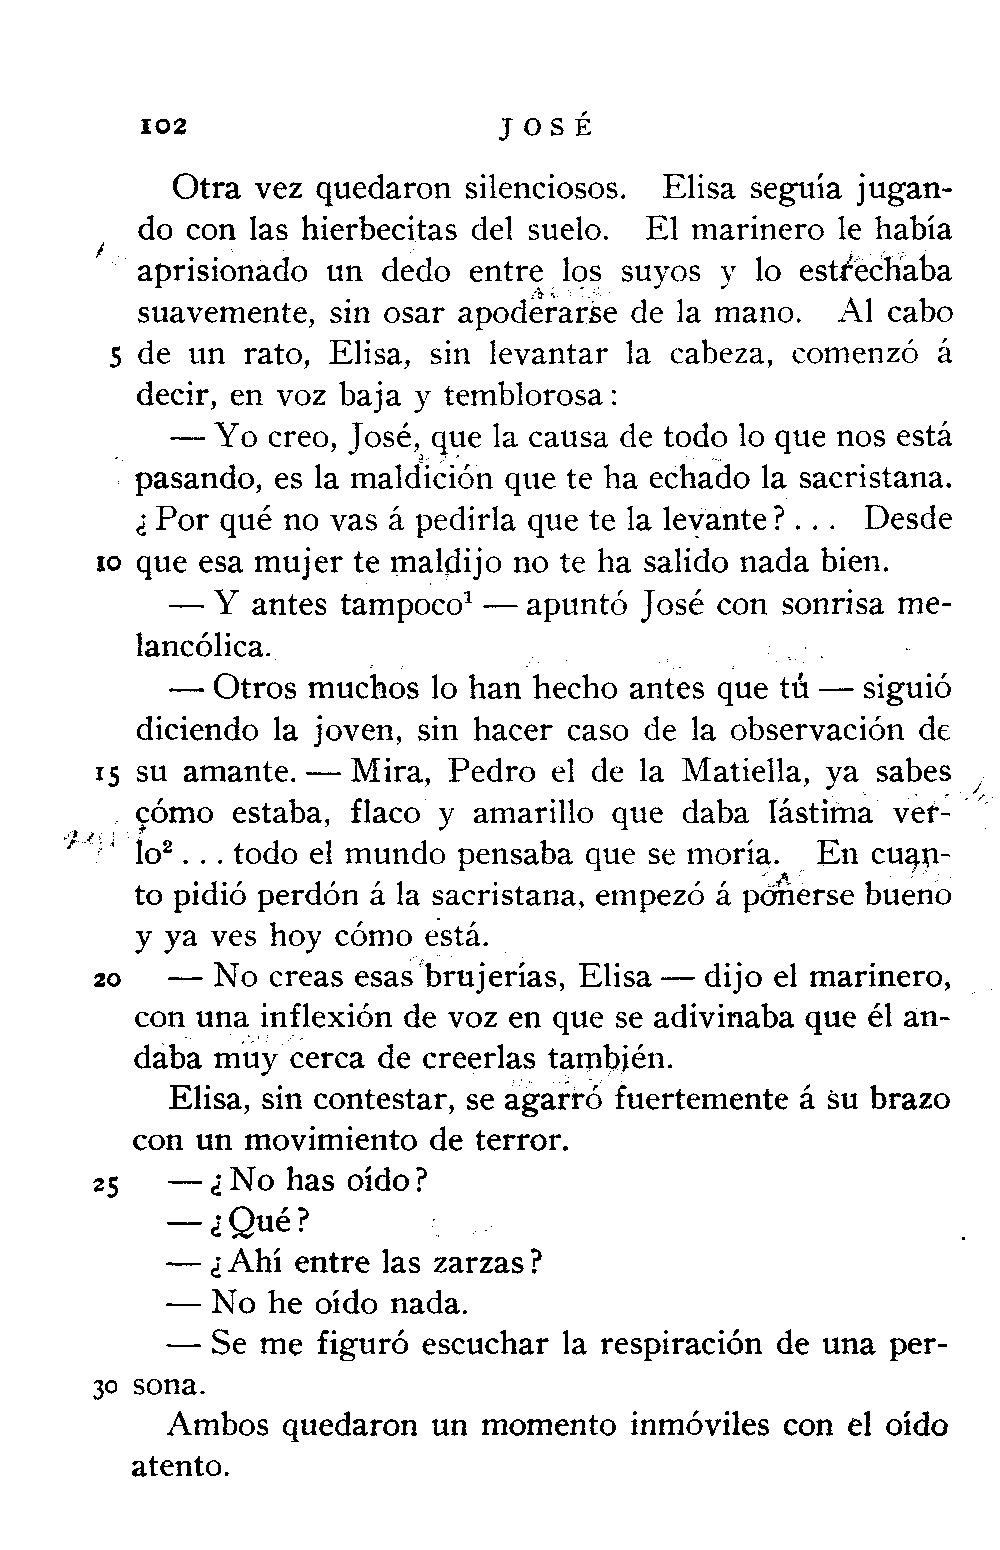 102 JOSÉ
Otra vez quedaron silenciosos. Elisa seguía jugan-
do con las hierbecitas del suelo. El marinero le había
aprisionado un dedo entre los suyos y lo estrechaba
suavemente, sin osar apoderarse de la mano. Al cabo
5 de un rato, Elisa, sin levantar la cabeza, comenzó á
decir, en voz baja y temblorosa:
— Yo creo, José, que la causa de todo lo que nos está
pasando, es la maldición que te ha echado la sacristana.
¿Por qué no vas á pedirla que te la levante? . . . Desde
10 que esa mujer te maldijo no te ha salido nada bien.
— Y antes tampoco¹ — apuntó José con sonrisa me-
lancólica.
— Otros muchos lo han hecho antes que tú — siguió
diciendo la joven, sin hacer caso de la observación de
15 su amante. — Mira, Pedro el de la Matiella, ya sabes
cómo estaba, flaco y amarillo que daba lástima ver-
lo² . . . todo el mundo pensaba que se moría. En cuan-
to pidió perdón á la sacristana, empezó á ponerse bueno
y ya ves hoy cómo está.
20 — No creas esas brujerías, Elisa — dijo el marinero,
con una inflexión de voz en que se adivinaba que él an-
daba muy cerca de creerlas también.
Elisa, sin contestar, se agarró fuertemente á su brazo
con un movimiento de terror.
25 — ¿No has oído?
— ¿Qué?
— ¿Ahí entre las zarzas?
— No he oído nada.
— Se me figuró escuchar la respiración de una per-
30 sona.
Ambos quedaron un momento inmóviles con el oído
atento.